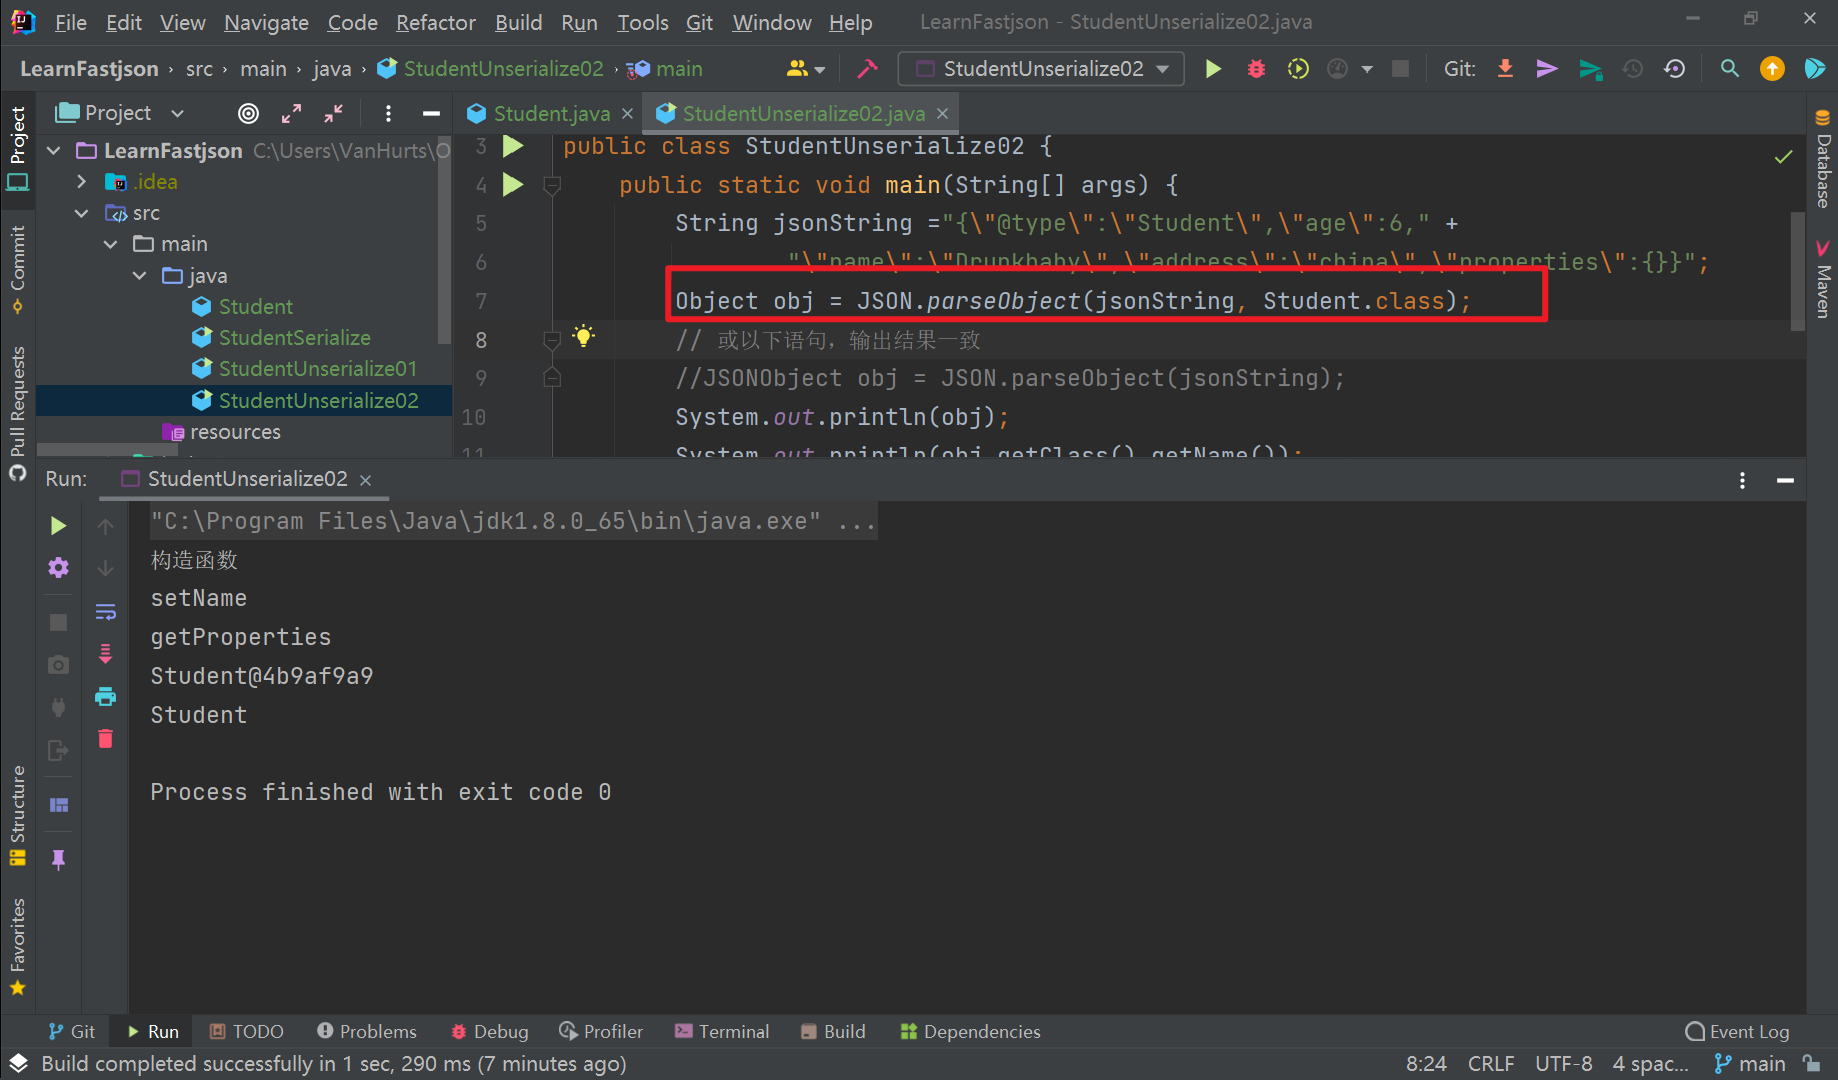 File Edit View Navigate Code Refactor Build Run Tools Git Window Help LearnFastjson - StudentUnserialize02.java
LearnFastjson src main java StudentUnserialize02 main StudentUnserialize02 Git:
Project
Student.java StudentUnserialize02.java
LearnFastjson C:\Users\VanHurts\O
.idea
src
main
java
Student
StudentSerialize
StudentUnserialize01
StudentUnserialize02
resources
3 public class StudentUnserialize02 {
4 public static void main(String[] args) {
5 String jsonString ="{\"@type\":\"Student\",\"age\":6," +
6 "\"name\":\"Drunkbaby\",\"address\":\"china\",\"properties\":{}}";
7 Object obj = JSON.parseObject(jsonString, Student.class);
8 // 或以下语句，输出结果一致
9 //JSONObject obj = JSON.parseObject(jsonString);
10 System.out.println(obj);
11 System.out.println(obj.getClass().getName());
Project
Commit
Pull Requests
Structure
Favorites
Database
Maven
Run: StudentUnserialize02
"C:\Program Files\Java\jdk1.8.0_65\bin\java.exe" ...
构造函数
setName
getProperties
Student@4b9af9a9
Student
Process finished with exit code 0
Git Run TODO Problems Debug Profiler Terminal Build Dependencies Event Log
Build completed successfully in 1 sec, 290 ms (7 minutes ago) 8:24 CRLF UTF-8 4 spac... main